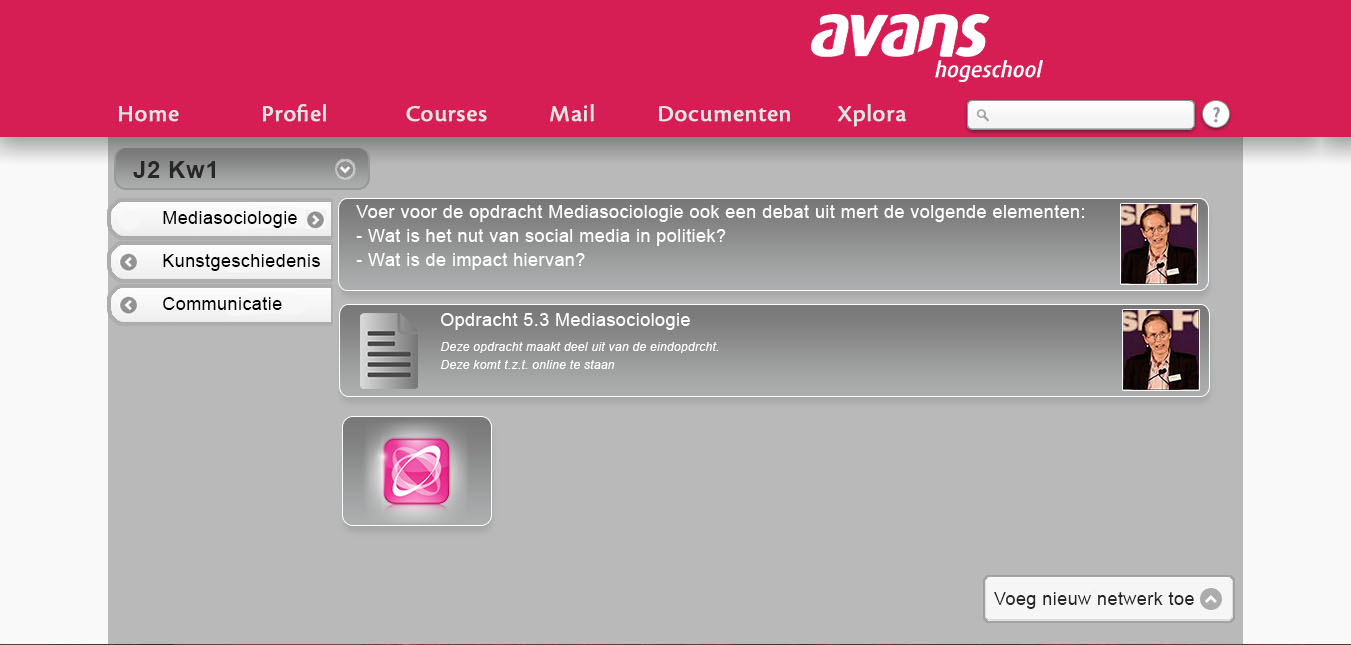 avans
hogeschool
Home Profiel Courses Mail Documenten Xplora ?
J2 Kw1
Mediasociologie
Kunstgeschiedenis
Communicatie
Voer voor de opdracht Mediasociologie ook een debat uit mert de volgende elementen:
- Wat is het nut van social media in politiek?
- Wat is de impact hiervan?
Opdracht 5.3 Mediasociologie
Deze opdracht maakt deel uit van de eindopdrcht.
Deze komt t.z.t. online te staan
Voeg nieuw netwerk toe